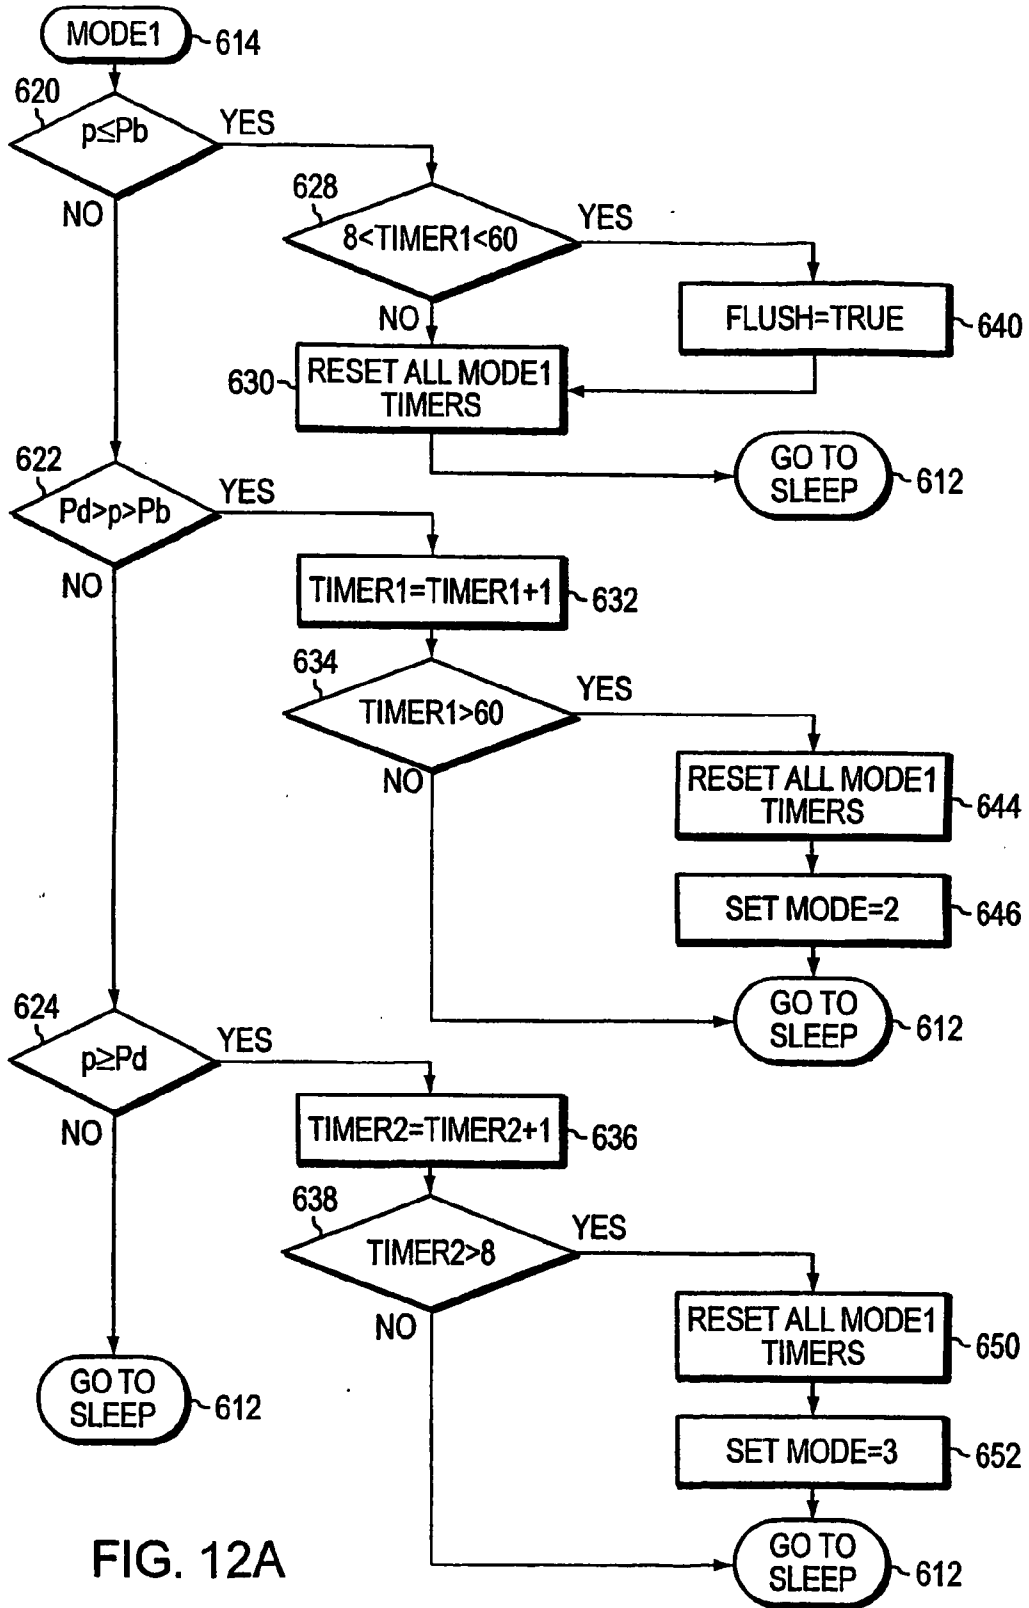 MODE1
614
620
p≤Pb
YES
NO
628
8<TIMER1<60
YES
NO
FLUSH=TRUE
640
630
RESET ALL MODE1
TIMERS
GO TO
SLEEP
612
622
Pd>p>Pb
YES
NO
TIMER1=TIMER1+1
632
634
TIMER1>60
YES
NO
RESET ALL MODE1
TIMERS
644
SET MODE=2
646
GO TO
SLEEP
612
624
p≥Pd
YES
NO
TIMER2=TIMER2+1
636
638
TIMER2>8
YES
NO
RESET ALL MODE1
TIMERS
650
SET MODE=3
652
GO TO
SLEEP
612
GO TO
SLEEP
612
FIG. 12A